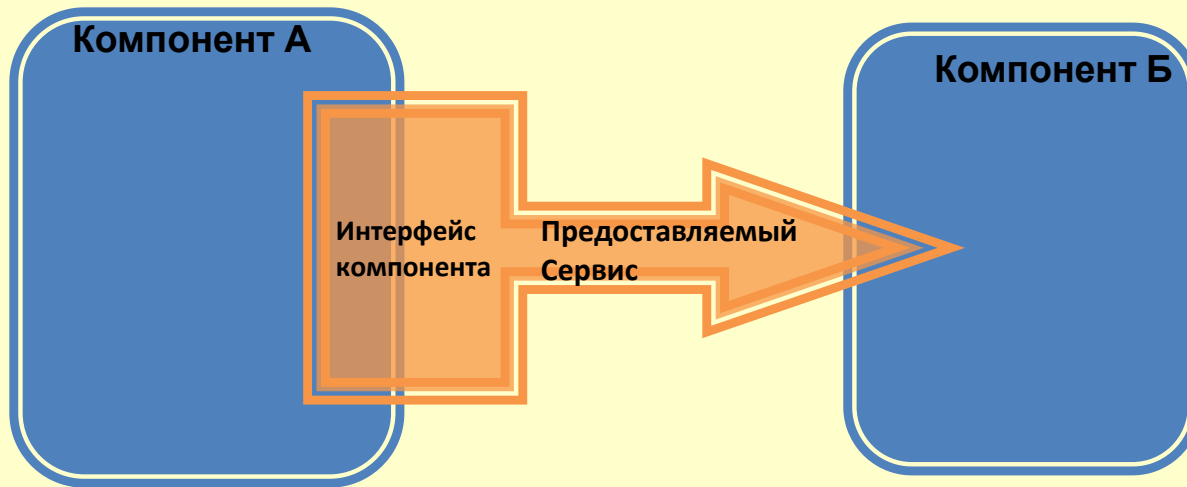 Компонент А
Компонент Б
Интерфейс
компонента
Предоставляемый
Сервис